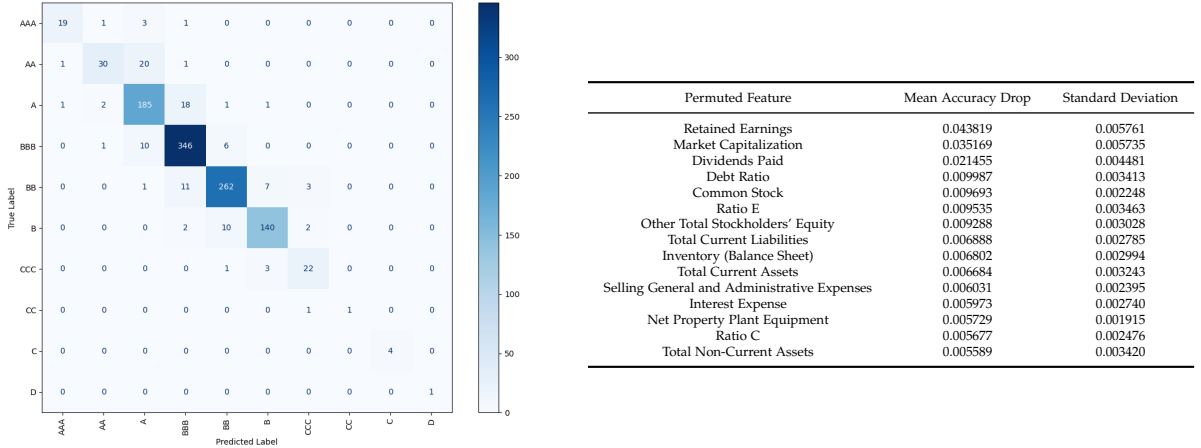 AAA 19 1 3 1 0 0 0 0 0 0
AA 1 30 20 1 0 0 0 0 0 0
A 1 2 185 18 1 1 0 0 0 0
BBB 0 1 10 346 6 0 0 0 0 0
BB 0 0 1 11 262 7 3 0 0 0
B 0 0 0 2 10 140 2 0 0 0
CCC 0 0 0 0 1 3 22 0 0 0
CC 0 0 0 0 0 0 1 1 0 0
C 0 0 0 0 0 0 0 0 4 0
D 0 0 0 0 0 0 0 0 0 1
AAA AA A BBB BB B CCC CC C D
True Label
Predicted Label
300
250
200
150
100
50
0
Permuted Feature Mean Accuracy Drop Standard Deviation
Retained Earnings 0.043819 0.005761
Market Capitalization 0.035169 0.005735
Dividends Paid 0.021455 0.004481
Debt Ratio 0.009987 0.003413
Common Stock 0.009693 0.002248
Ratio E 0.009535 0.003463
Other Total Stockholders' Equity 0.009288 0.003028
Total Current Liabilities 0.006888 0.002785
Inventory (Balance Sheet) 0.006802 0.002994
Total Current Assets 0.006684 0.003243
Selling General and Administrative Expenses 0.006031 0.002395
Interest Expense 0.005973 0.002740
Net Property Plant Equipment 0.005729 0.001915
Ratio C 0.005677 0.002476
Total Non-Current Assets 0.005589 0.003420